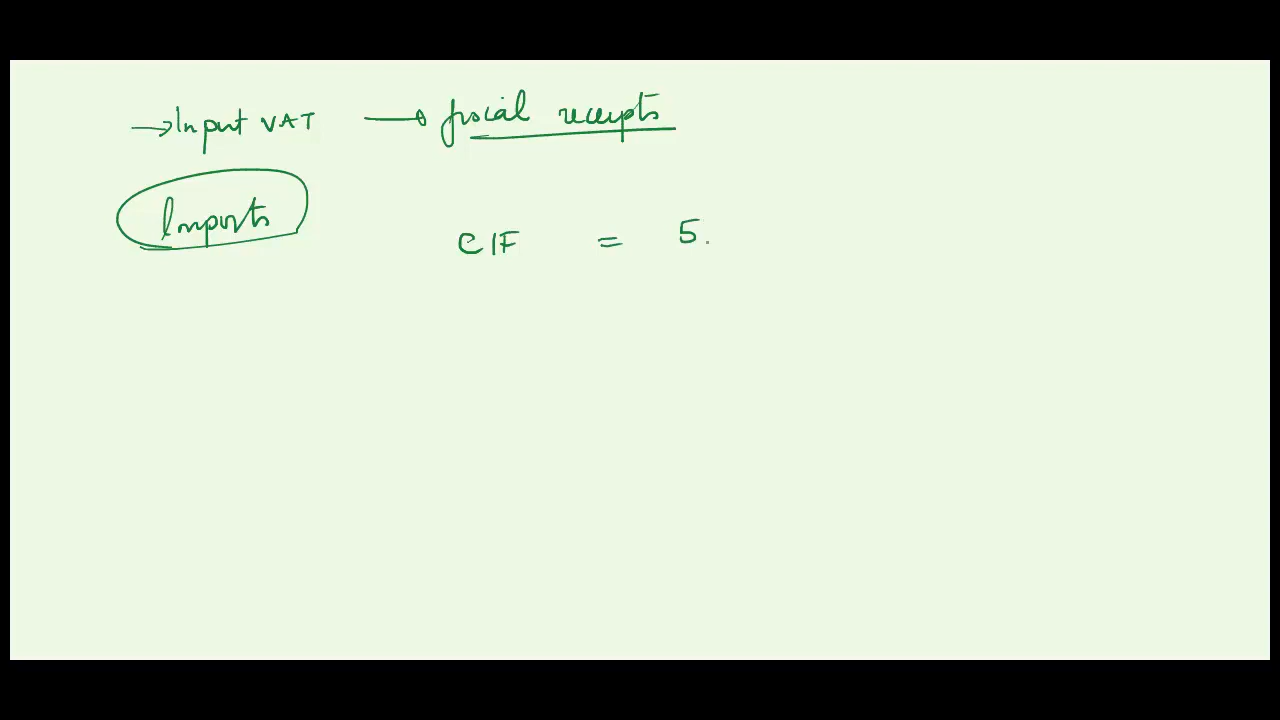 →Input VAT → fiscal receipts
Imports
CIF = 5.